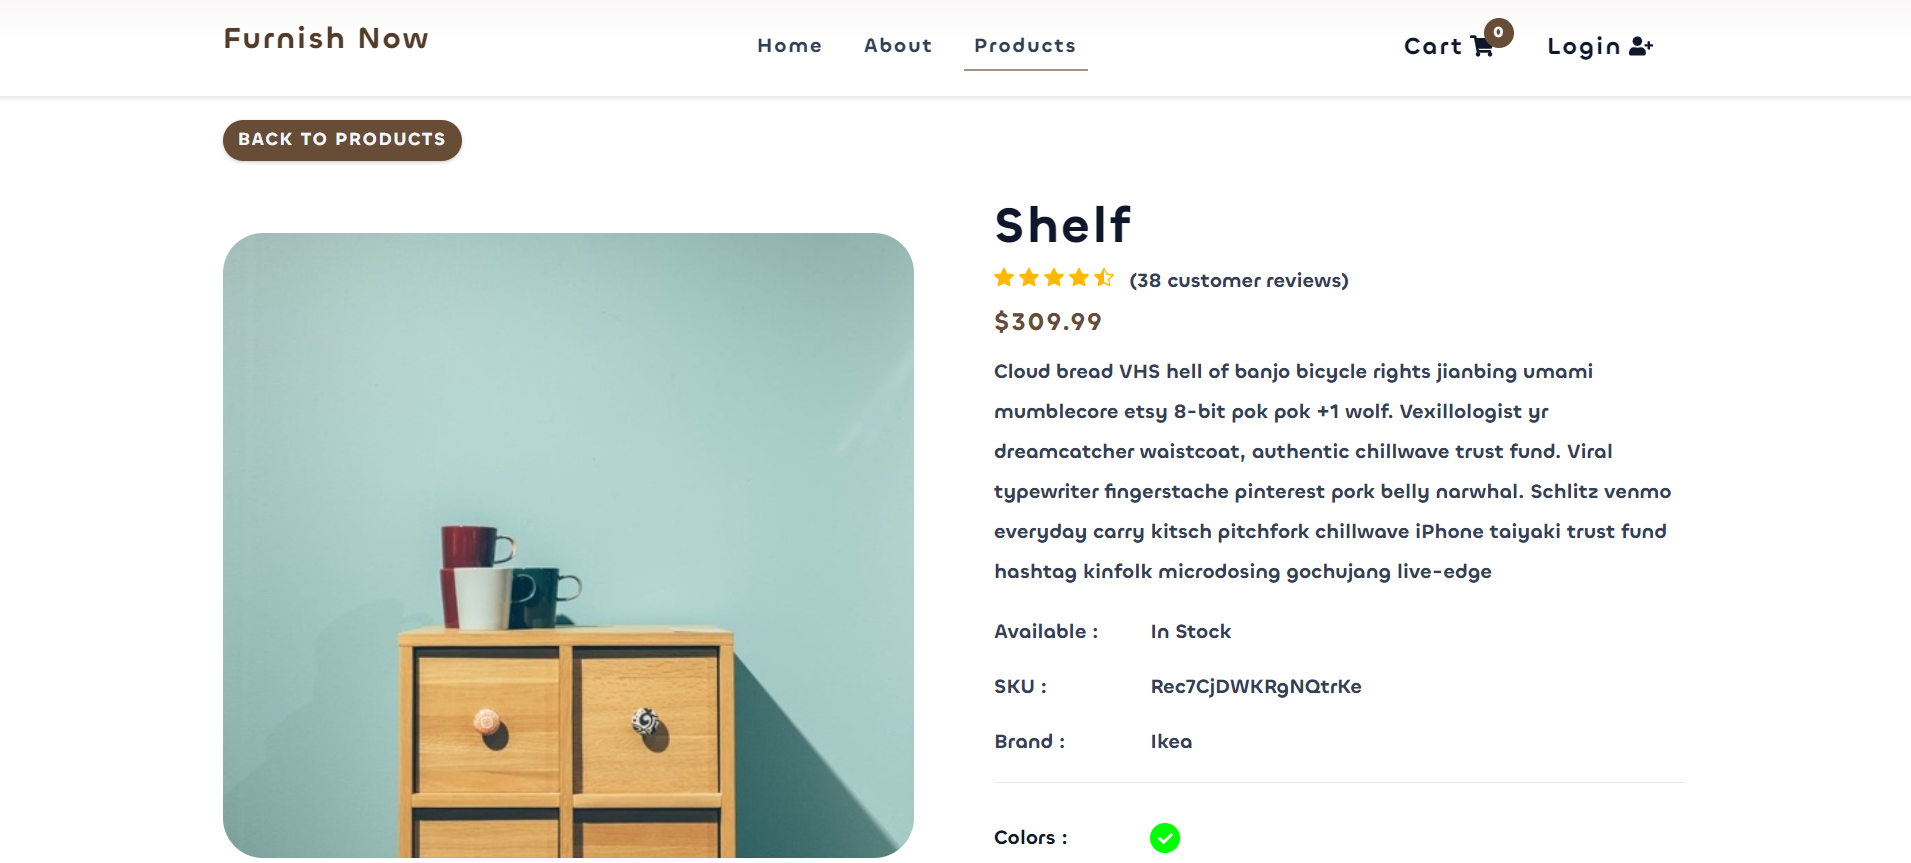 Furnish Now
Home About Products
Cart 0 Login
BACK TO PRODUCTS
Shelf
(38 customer reviews)
$309.99
Cloud bread VHS hell of banjo bicycle rights jianbing umami
mumblecore etsy 8-bit pok pok +1 wolf. Vexillologist yr
dreamcatcher waistcoat, authentic chillwave trust fund. Viral
typewriter fingerstache pinterest pork belly narwhal. Schlitz venmo
everyday carry kitsch pitchfork chillwave iPhone taiyaki trust fund
hashtag kinfolk microdosing gochujang live-edge
Available : In Stock
SKU : Rec7CjDWKRgNQtrKe
Brand : Ikea
Colors :